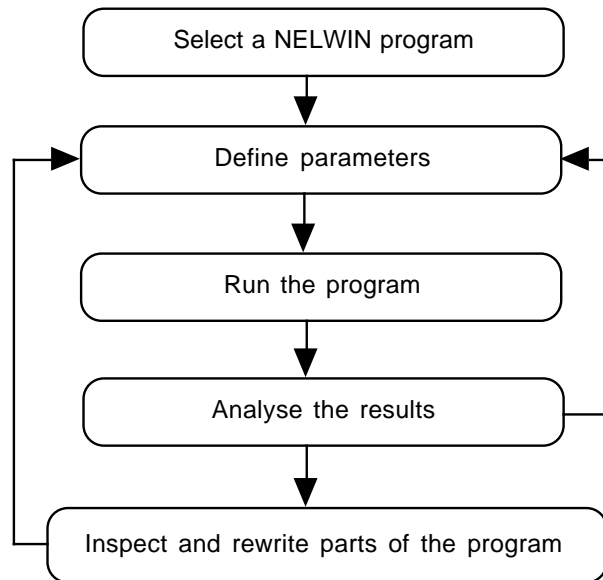 Select a NELWIN program
Define parameters
Run the program
Analyse the results
Inspect and rewrite parts of the program